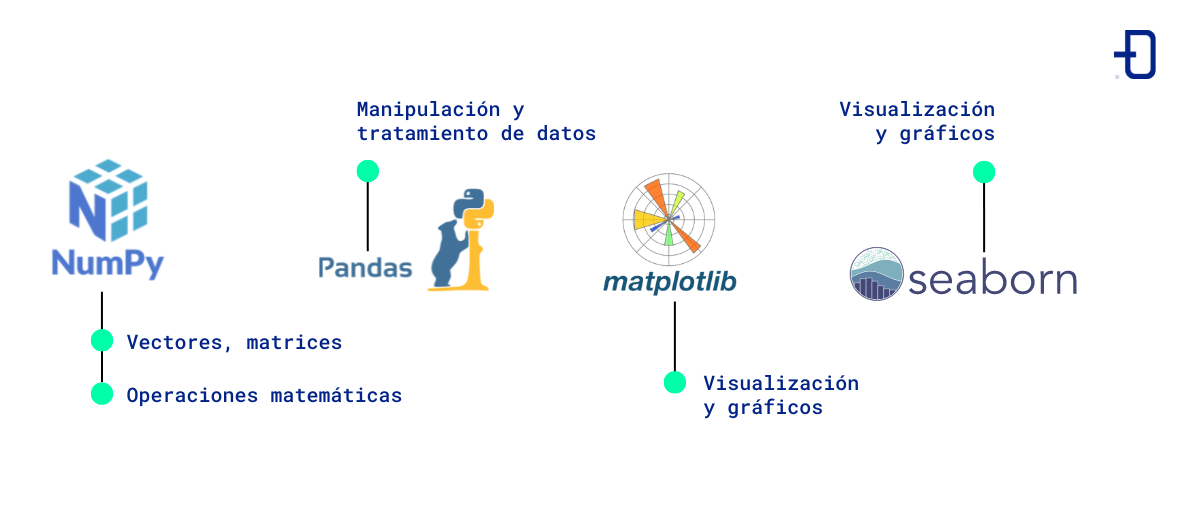 Manipulación y
tratamiento de datos
Visualización
y gráficos
NumPy
Pandas
matplotlib
seaborn
Vectores, matrices
Operaciones matemáticas
Visualización
y gráficos